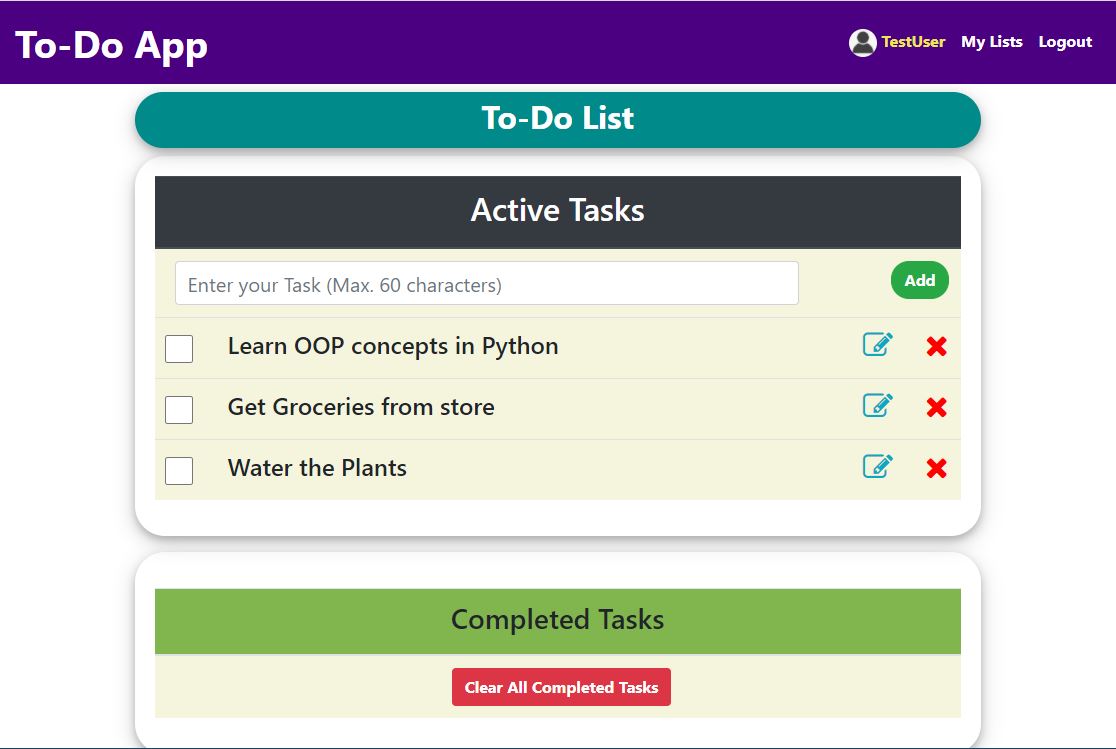 To-Do App
TestUser My Lists Logout
To-Do List
Active Tasks
Enter your Task (Max. 60 characters)
Add
Learn OOP concepts in Python
Get Groceries from store
Water the Plants
Completed Tasks
Clear All Completed Tasks